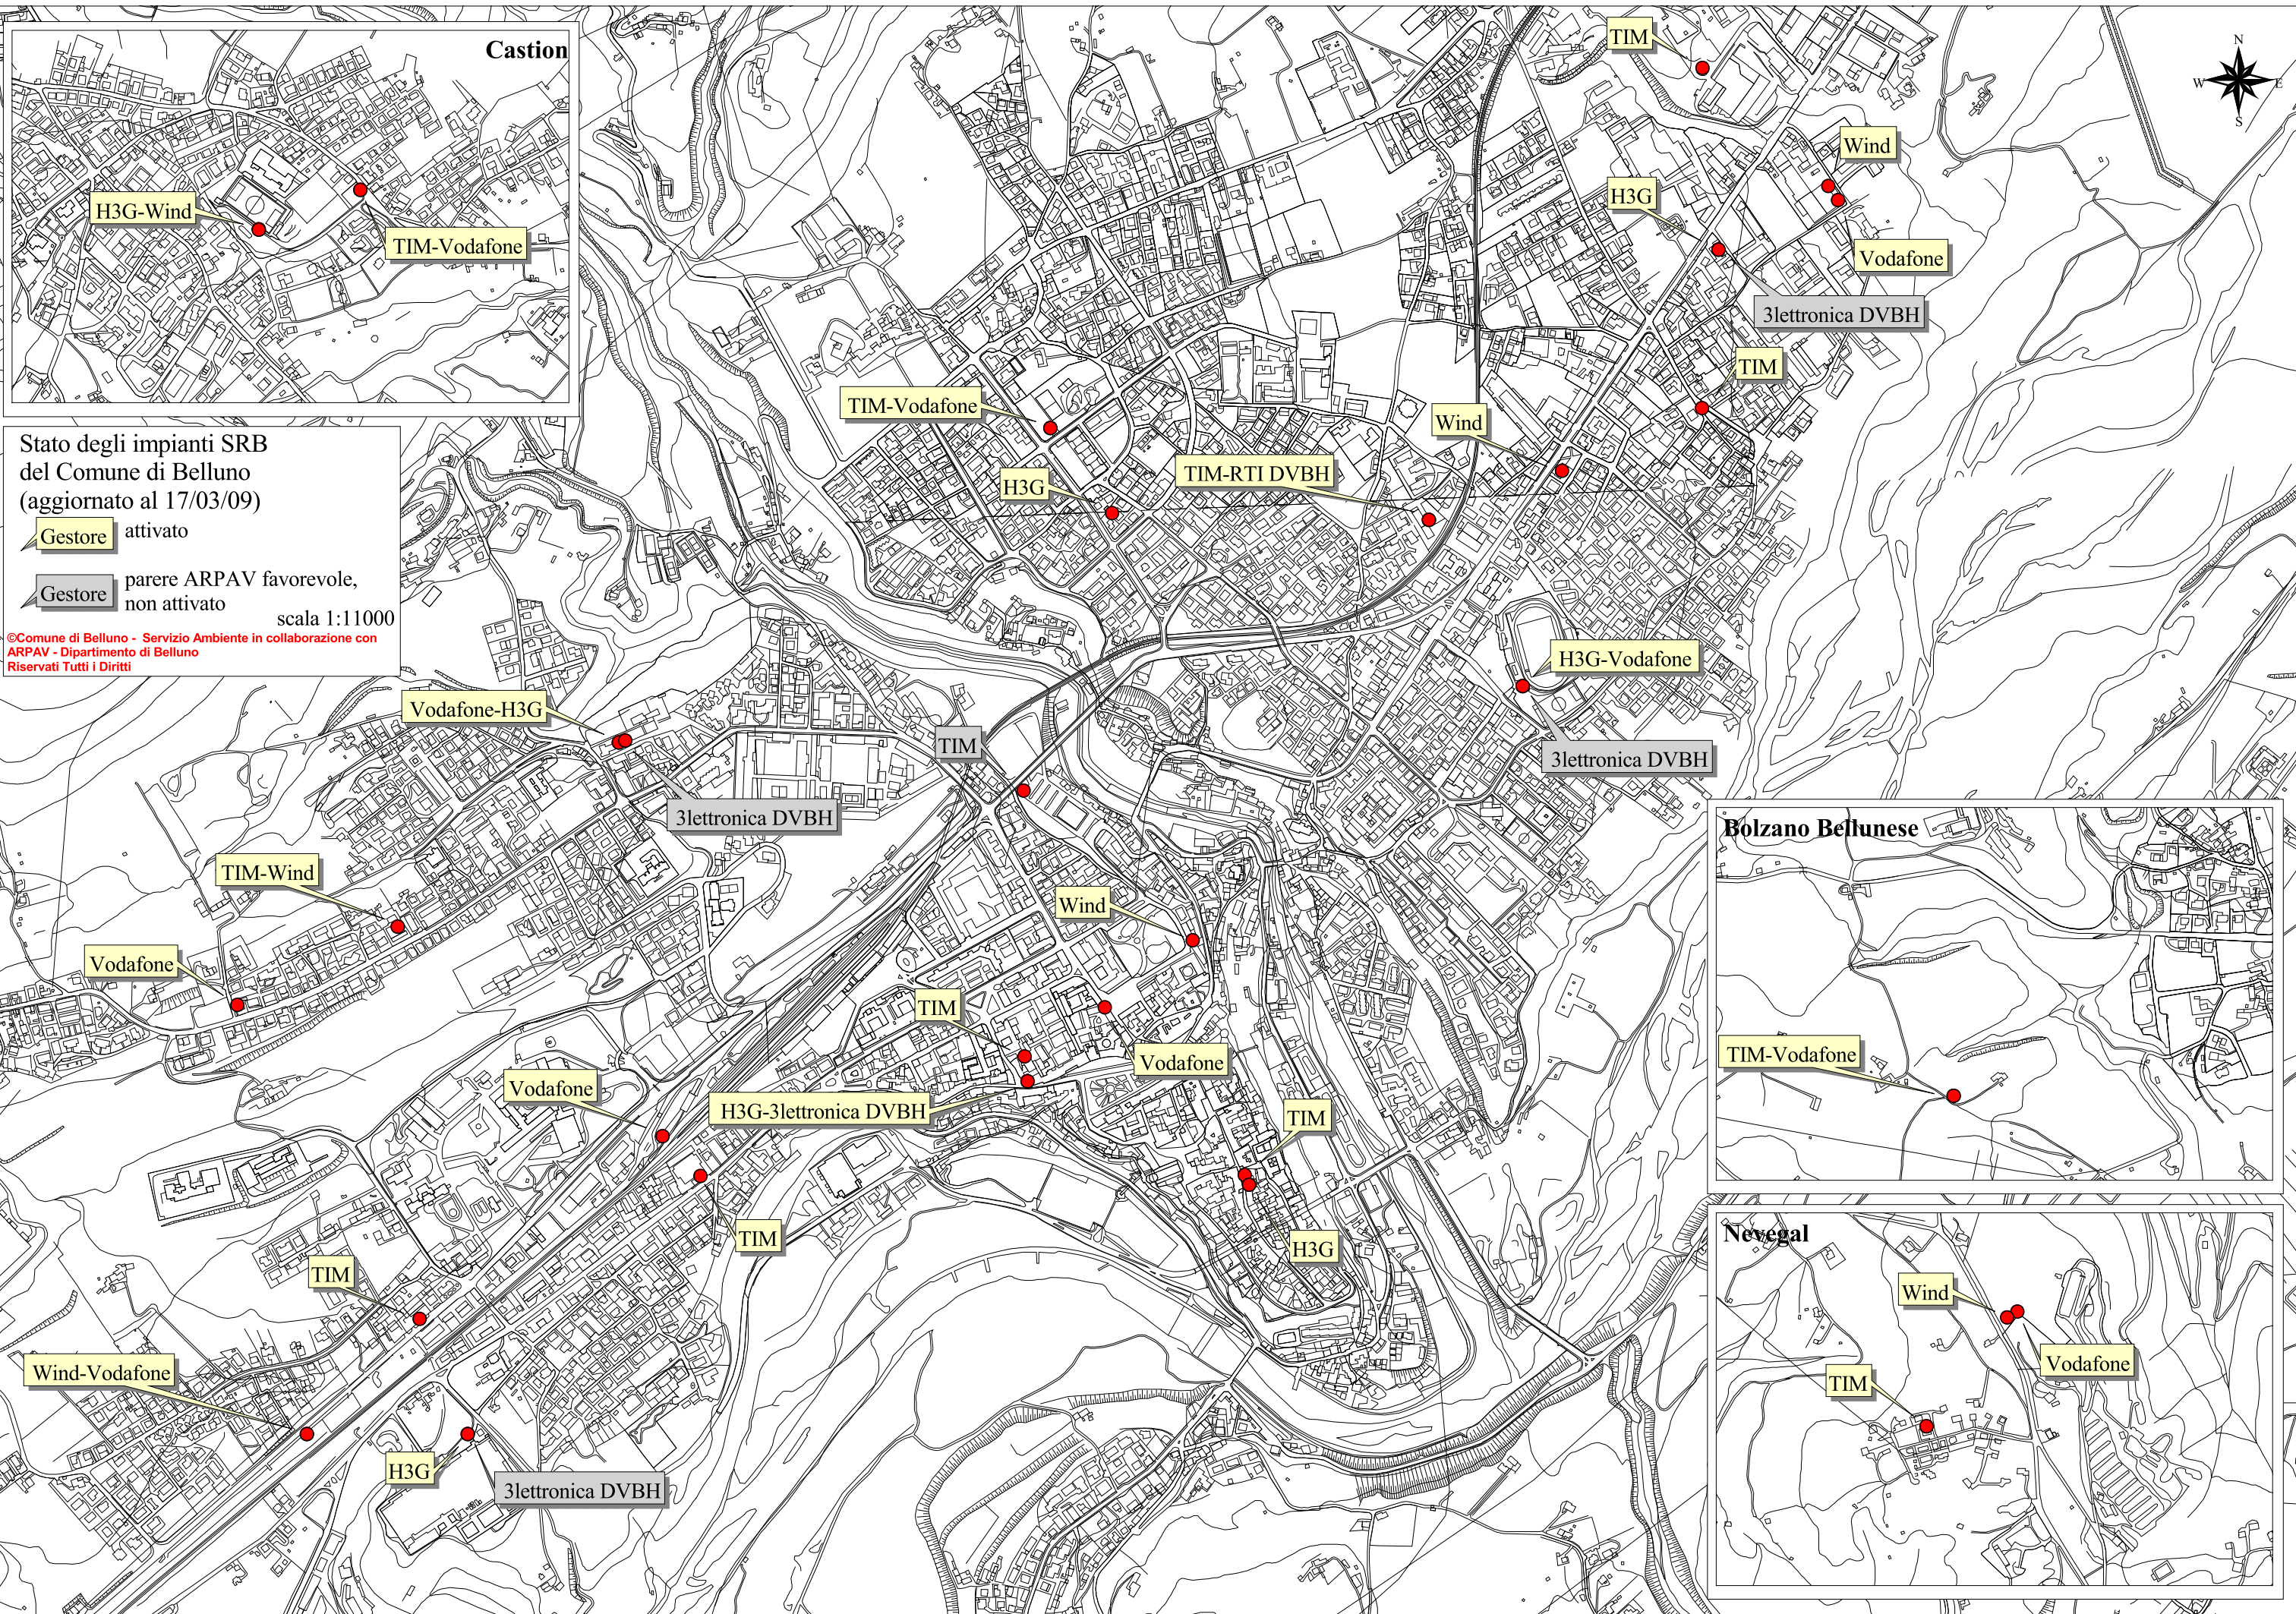 Castion
H3G-Wind
TIM-Vodafone
Stato degli impianti SRB
del Comune di Belluno
(aggiornato al 17/03/09)
Gestore
attivato
Gestore
parere ARPAV favorevole,
non attivato
scala 1:11000
©Comune di Belluno - Servizio Ambiente in collaborazione con
ARPAV - Dipartimento di Belluno
Riservati Tutti i Diritti
TIM
N
W
E
S
Wind
H3G
Vodafone
3lettronica DVBH
TIM
TIM-Vodafone
Wind
TIM-RTI DVBH
H3G
H3G-Vodafone
3lettronica DVBH
Vodafone-H3G
TIM
3lettronica DVBH
TIM-Wind
Wind
Vodafone
TIM
Vodafone
Vodafone
H3G-3lettronica DVBH
TIM
TIM
H3G
TIM
Wind-Vodafone
H3G
3lettronica DVBH
Bolzano Bellunese
TIM-Vodafone
Nevegal
Wind
Vodafone
TIM